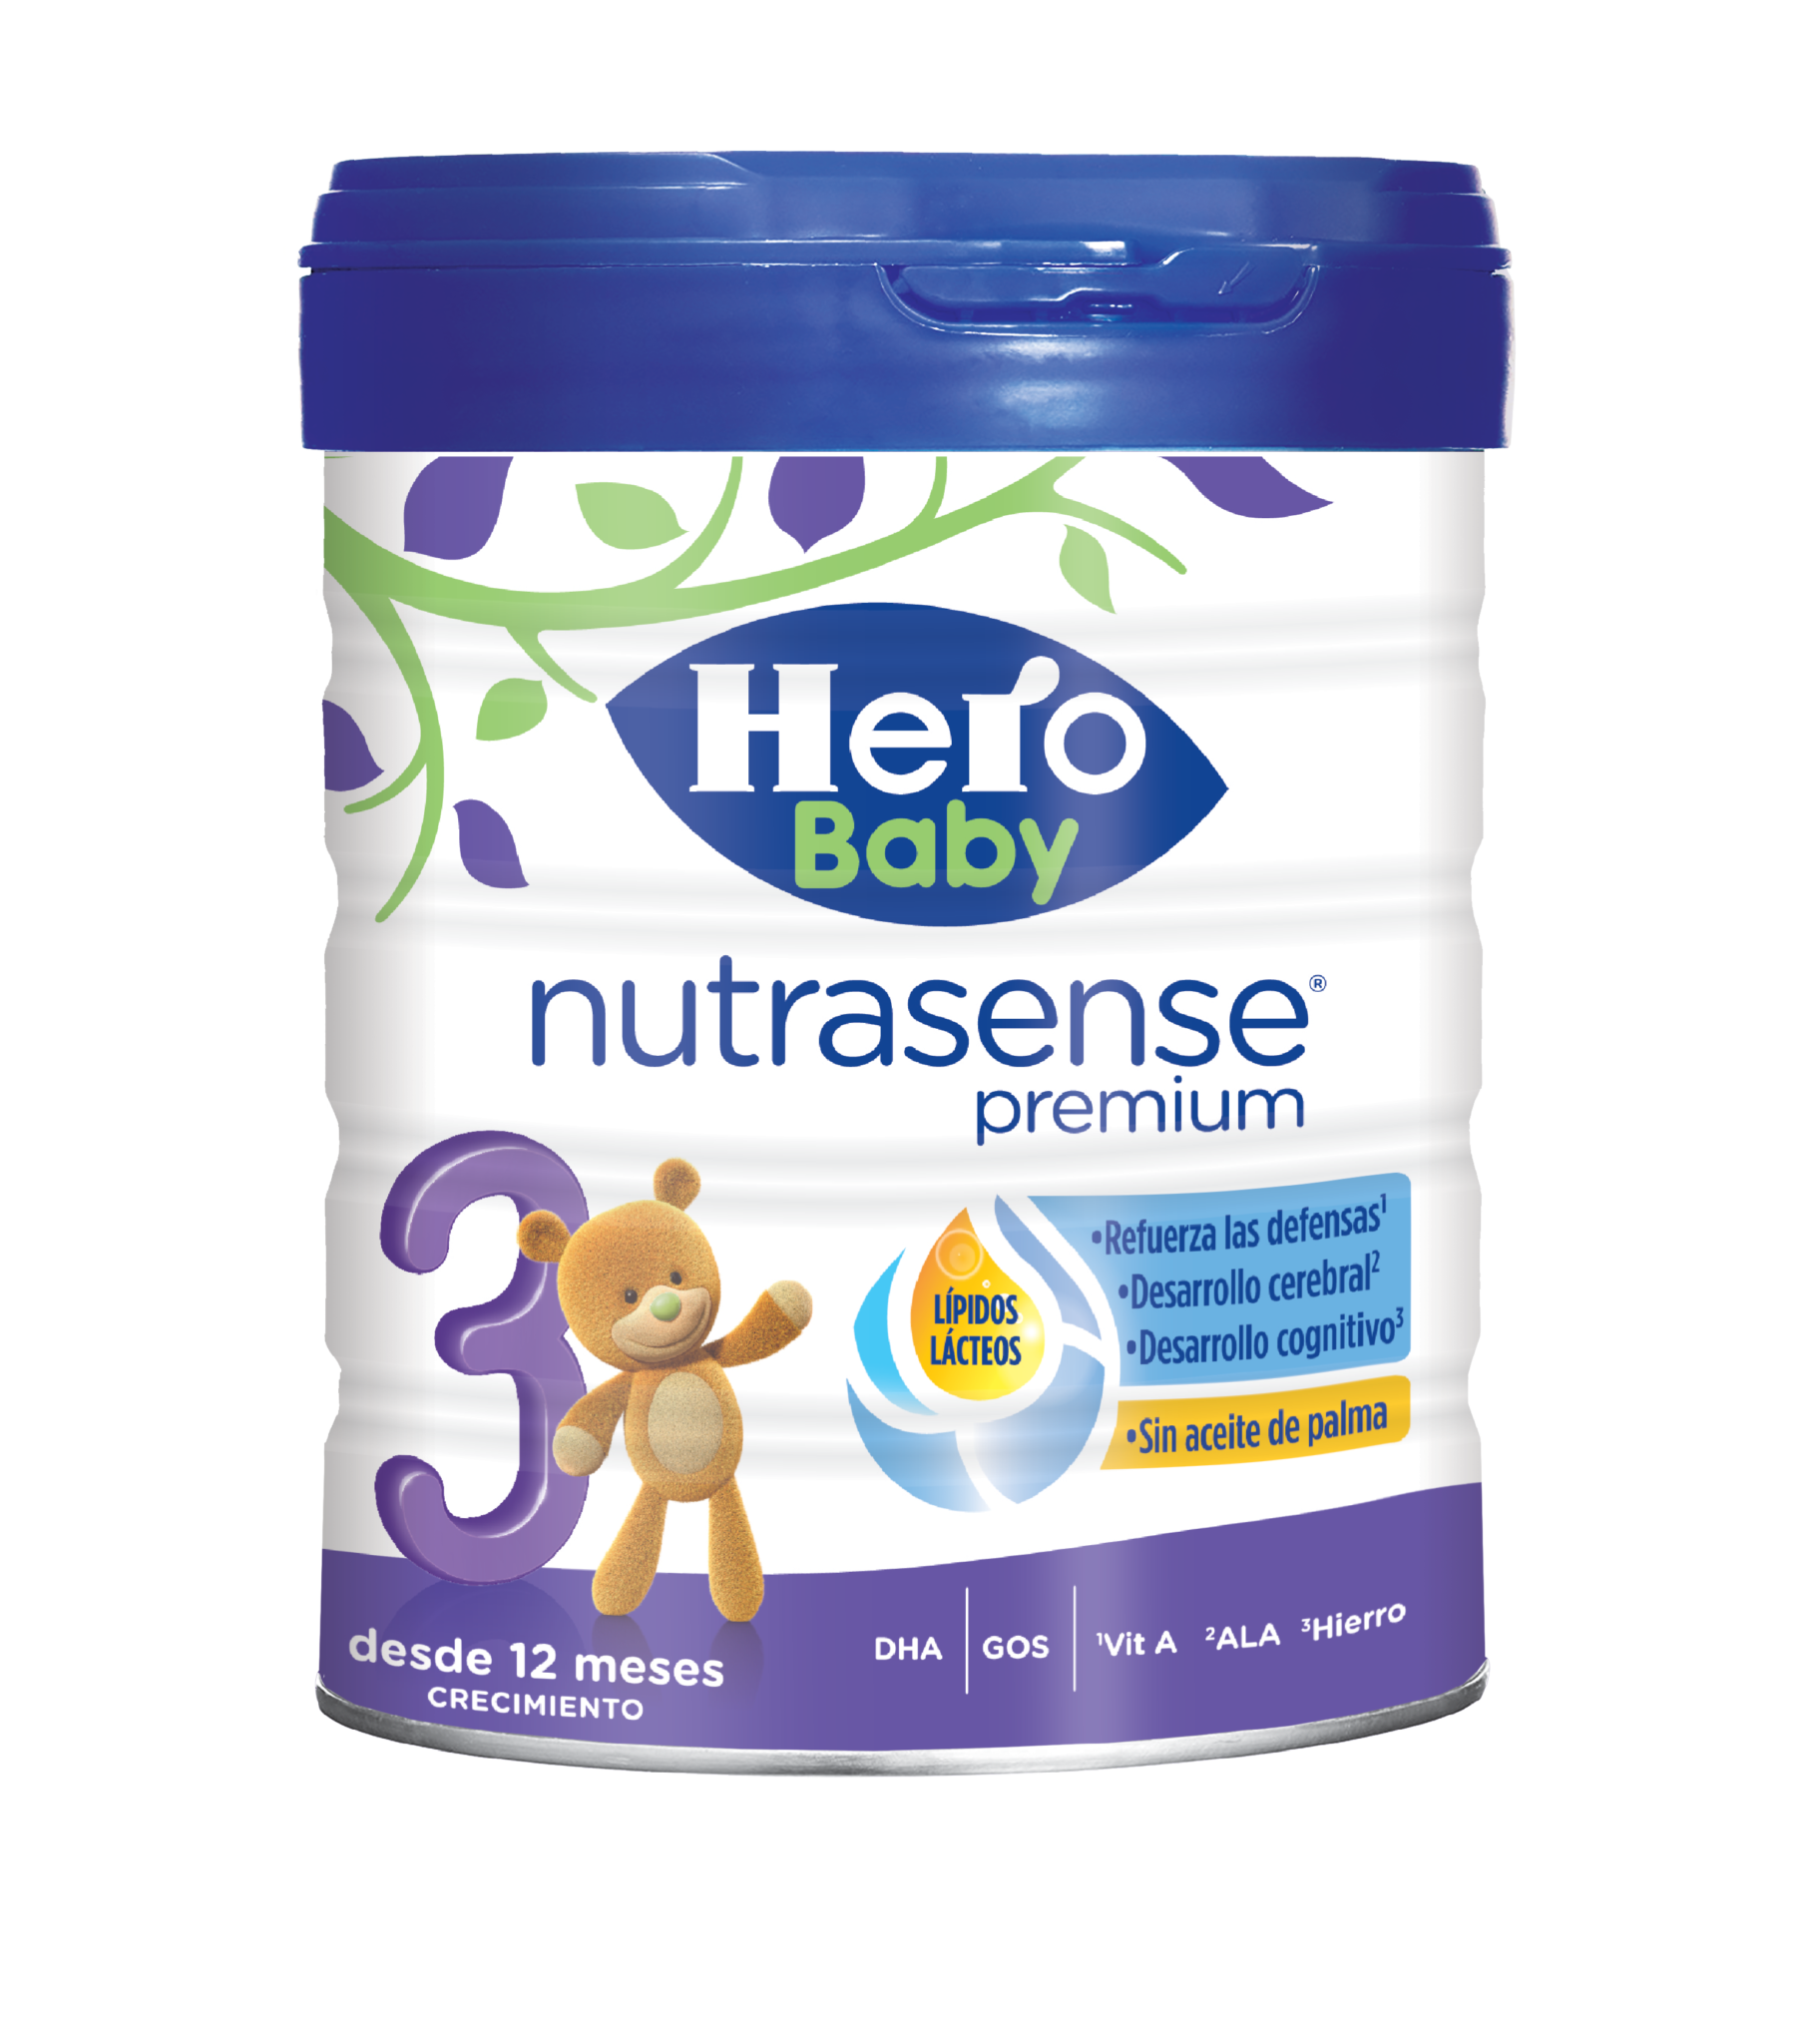 Hero
Baby
nutrasense®
premium
3
LÍPIDOS
LÁCTEOS
•Refuerza las defensas¹
•Desarrollo cerebral²
•Desarrollo cognitivo³
•Sin aceite de palma
desde 12 meses
CRECIMIENTO
DHA
GOS
¹Vit A ²ALA ³Hierro